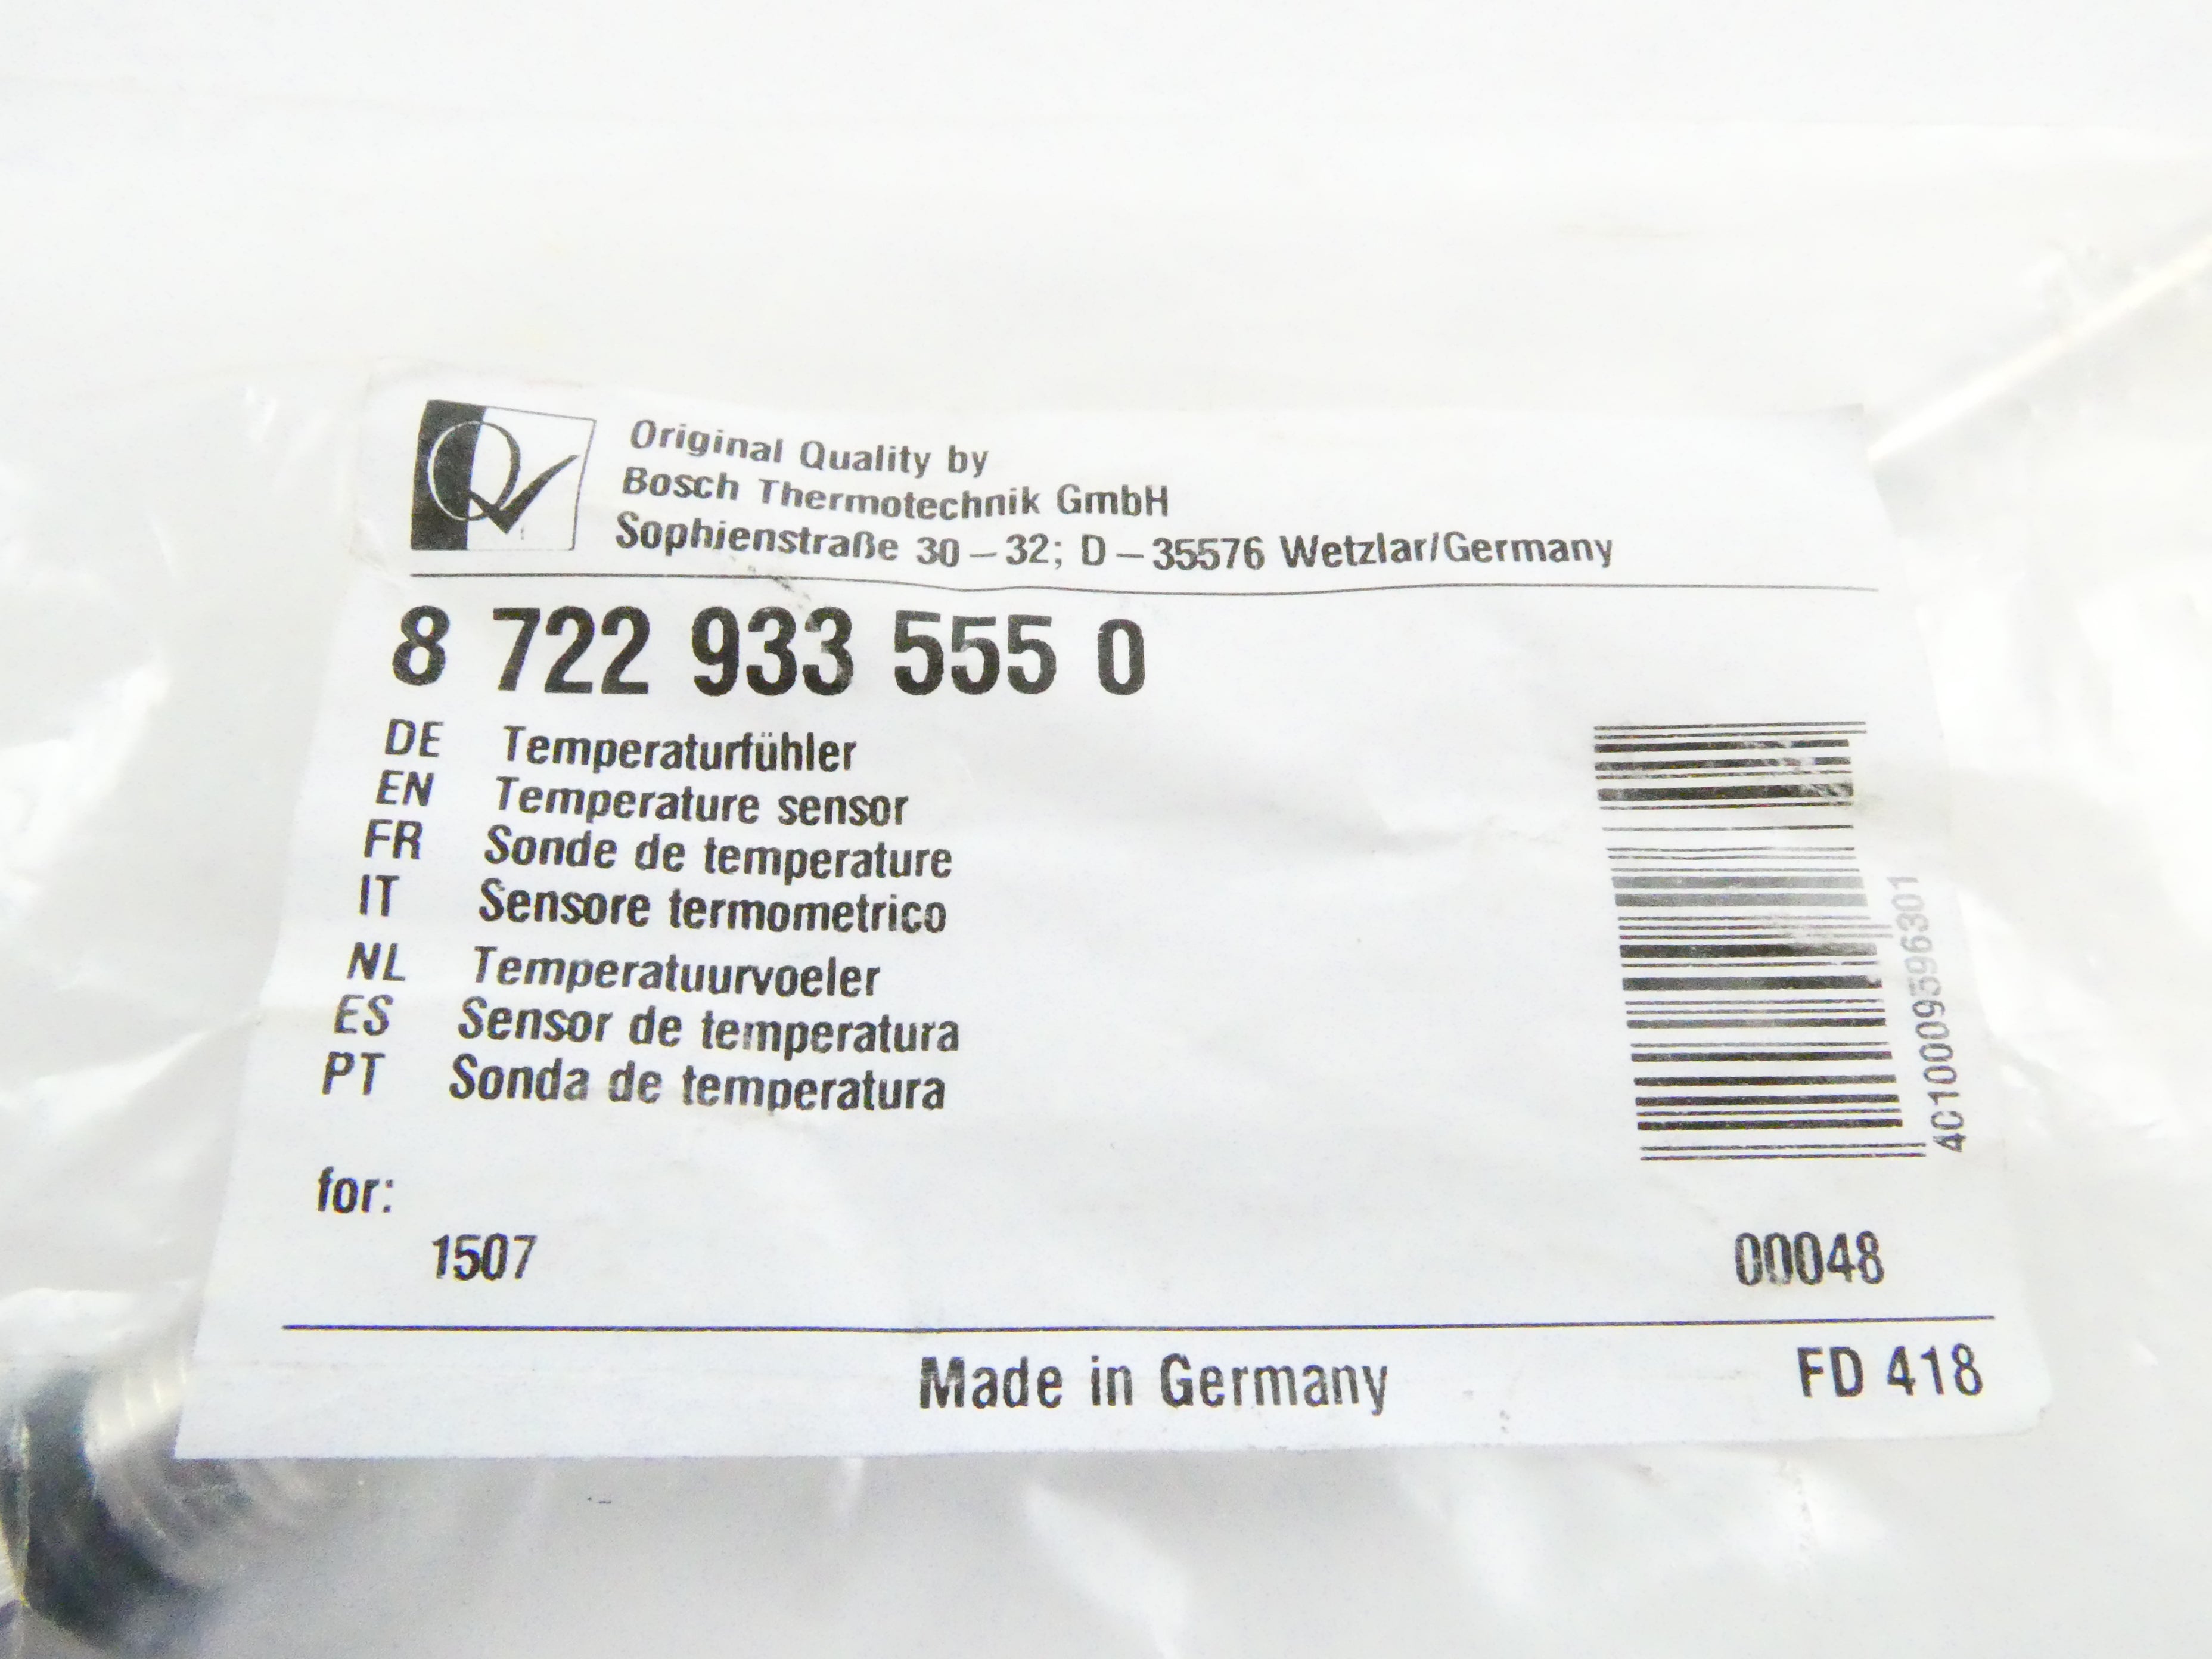 Original Quality by
Bosch Thermotechnik GmbH
Sophienstraße 30 – 32; D – 35576 Wetzlar/Germany
8 722 933 555 0
DE Temperaturfühler
EN Temperature sensor
FR Sonde de temperature
IT Sensore termometrico
NL Temperatuurvoeler
ES Sensor de temperatura
PT Sonda de temperatura
4010009596301
for:
1507
00048
Made in Germany
FD 418